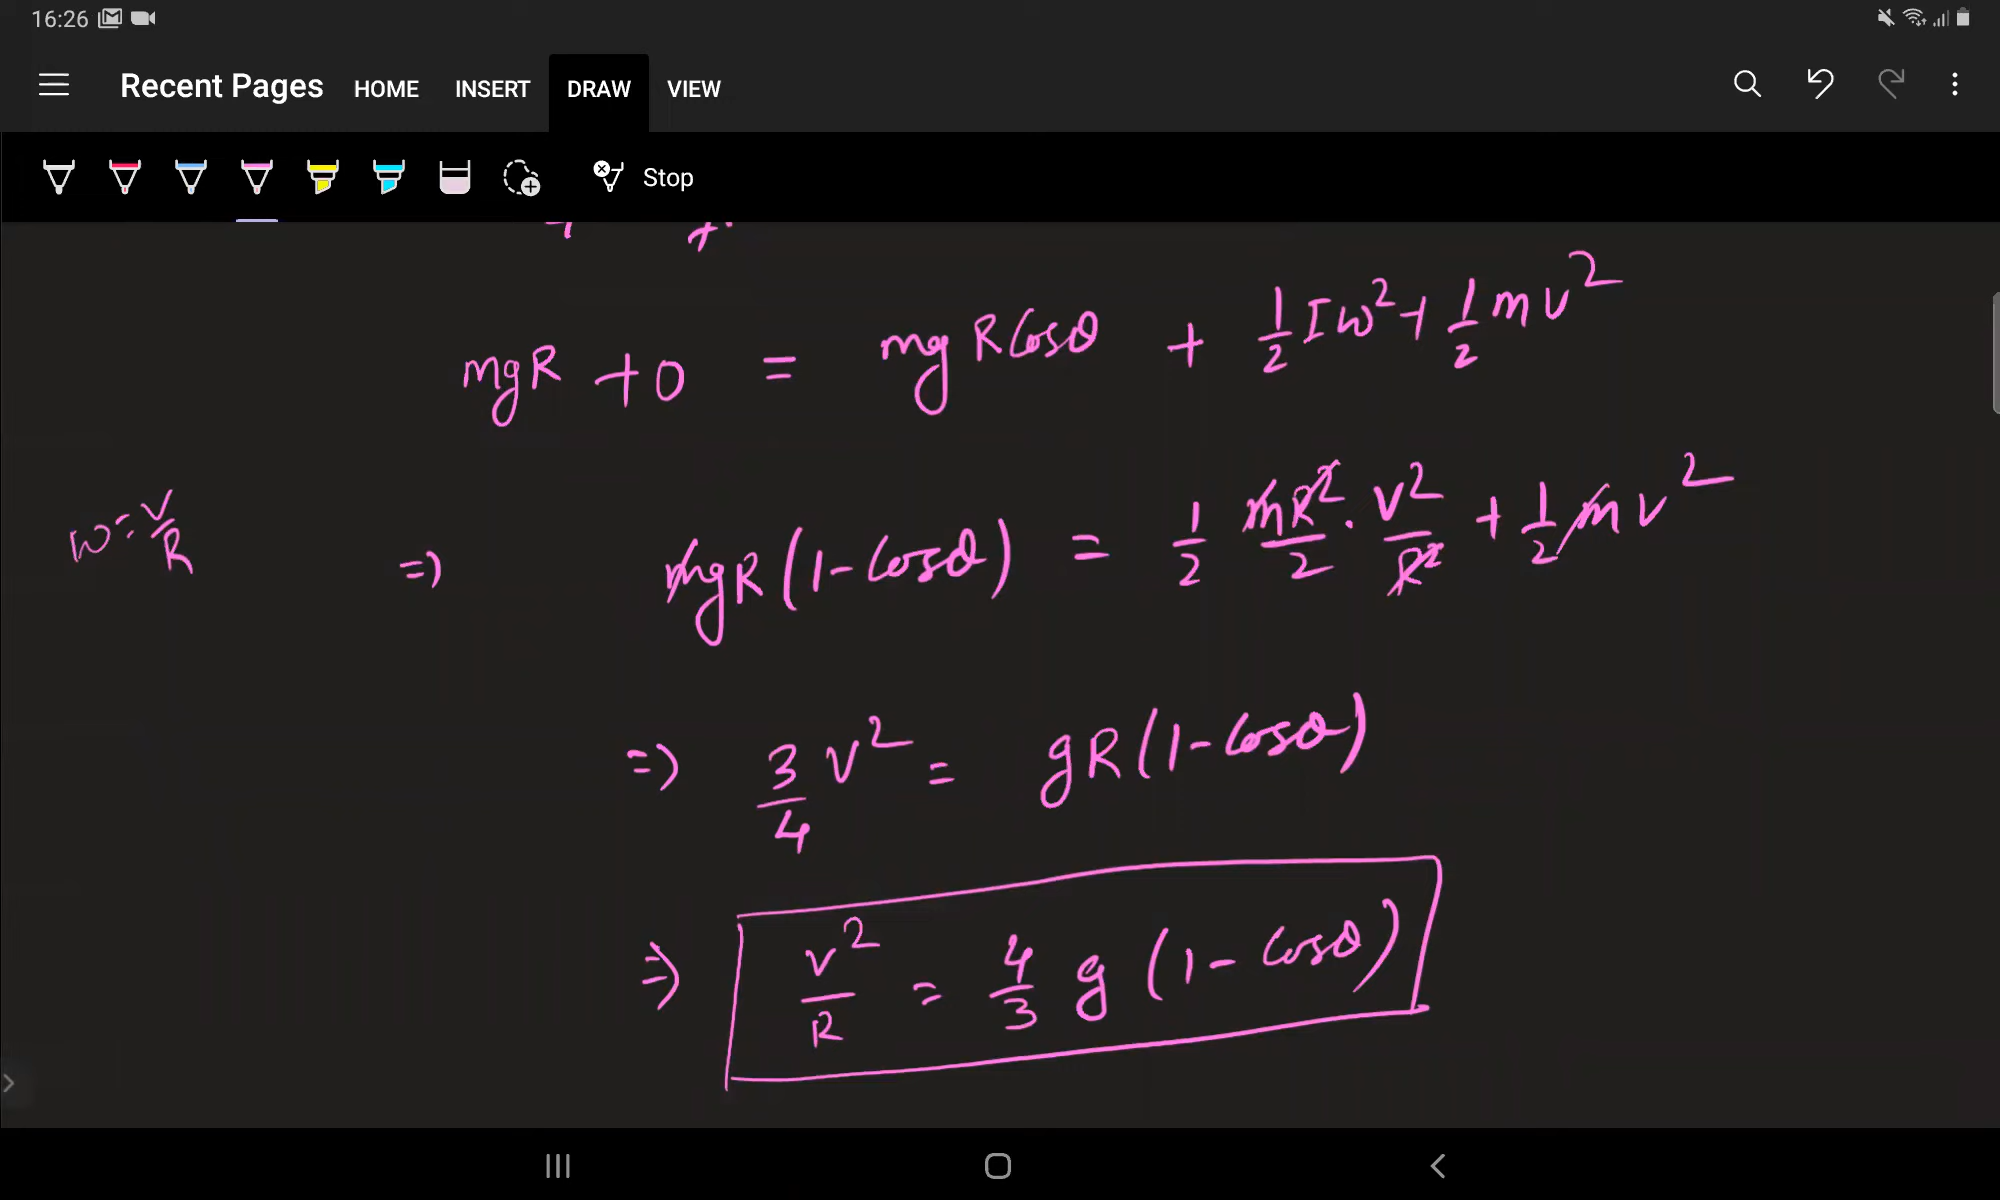 16:26
Recent Pages HOME INSERT DRAW VIEW
Stop
mgR + 0 = mg R Cosθ + 1/2 Iω² + 1/2 mv²
ω = v/R
=> mgR (1 - Cosθ) = 1/2 mR²/2 . v²/R² + 1/2 mv²
=> 3/4 v² = gR (1 - Cosθ)
=> v²/R = 4/3 g (1 - Cosθ)